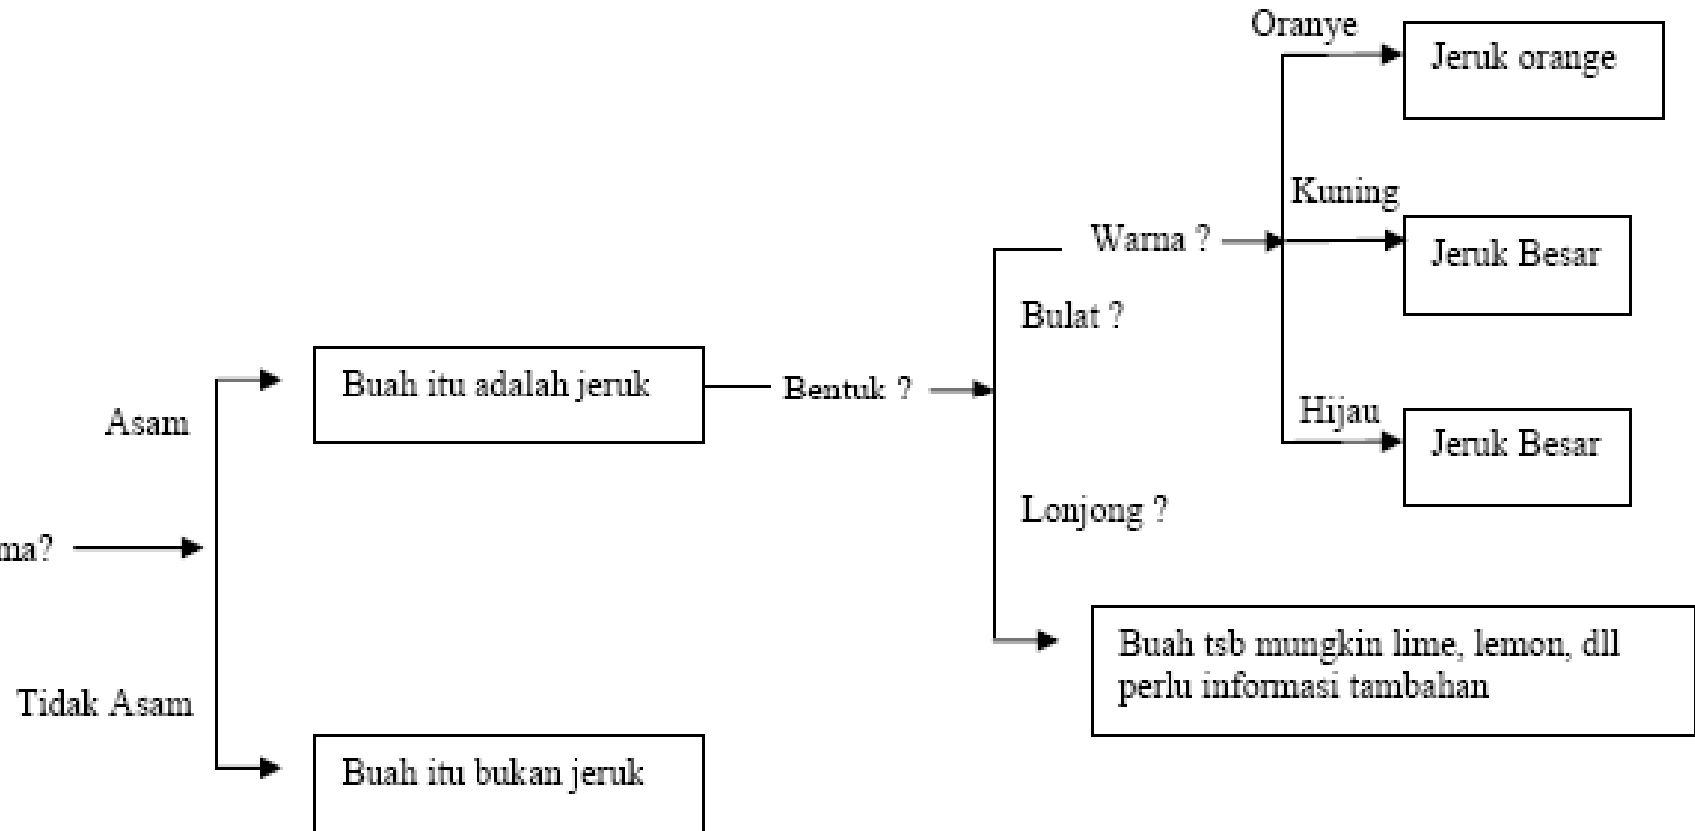 Oranye
Jeruk orange
Kuning
Warna ?
Jeruk Besar
Bulat ?
Buah itu adalah jeruk
Bentuk ?
Asam
Hijau
Jeruk Besar
Lonjong ?
ma?
Buah tsb mungkin lime, lemon, dll
perlu informasi tambahan
Tidak Asam
Buah itu bukan jeruk